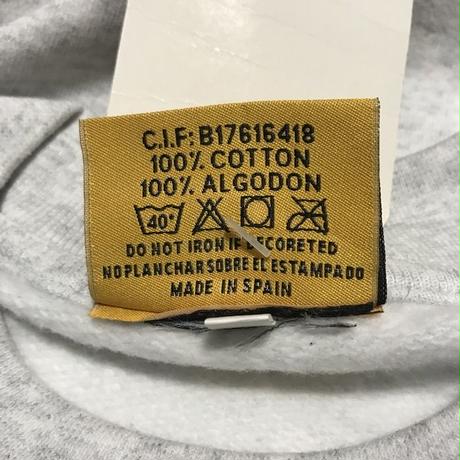 C.I.F: B17616418
100% COTTON
100% ALGODON
40°
DO NOT IRON IF DECORETED
NO PLANCHAR SOBRE EL ESTAMPADO
MADE IN SPAIN